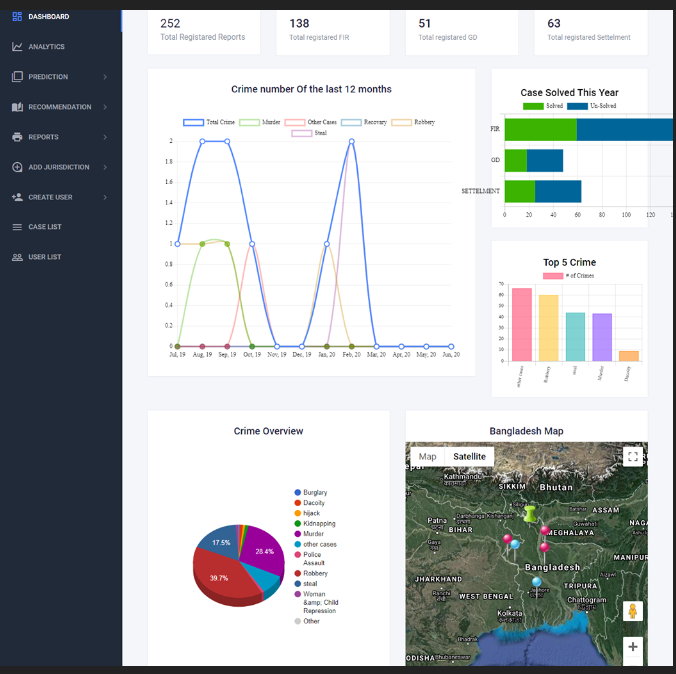 DASHBOARD
ANALYTICS
PREDICTION
RECOMMENDATION
REPORTS
ADD JURISDICTION
CREATE USER
CASE LIST
USER LIST
252
Total Registared Reports
138
Total registared FIR
51
Total registared GD
63
Total registared Settelment
Crime number Of the last 12 months
Total Crime
Murder
Other Cases
Recovery
Robbery
Steal
2
1.8
1.6
1.4
1.2
1
0.8
0.6
0.4
0.2
0
Jul, 19
Aug, 19
Sep, 19
Oct, 19
Nov, 19
Dec, 19
Jan, 20
Feb, 20
Mar, 20
Apr, 20
May, 20
Jun, 20
Case Solved This Year
Solved
Un-Solved
FIR
GD
SETTELMENT
0
20
40
60
80
100
120
Top 5 Crime
# of Crimes
70
60
50
40
30
20
10
0
other cases
Robbery
steal
Murder
Dacoity
Crime Overview
17.5%
26.4%
39.7%
Burglary
Dacoity
hijack
Kidnapping
Murder
other cases
Police
Assault
Robbery
steal
Woman
&amp; Child
Repression
Other
Bangladesh Map
Map
Satellite
Kathmandu
SIKKIM
Bhutan
ASSAM
Darbhanga
Kishanganj
Patna
BIHAR
Guwahati
Gaya
MEGHALAYA
MANIPUR
Bangladesh
JHARKHAND
Ranchi
WEST BENGAL
Jashore
TRIPURA
Kolkata
Chattogram
ODISHA
Bhubaneswar